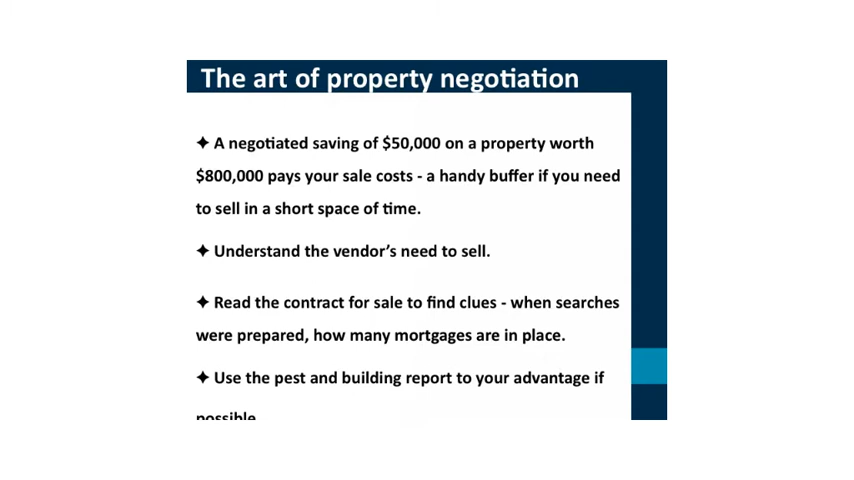 The art of property negotiation
✦ A negotiated saving of $50,000 on a property worth
$800,000 pays your sale costs - a handy buffer if you need
to sell in a short space of time.
✦ Understand the vendor’s need to sell.
✦ Read the contract for sale to find clues - when searches
were prepared, how many mortgages are in place.
✦ Use the pest and building report to your advantage if
possible